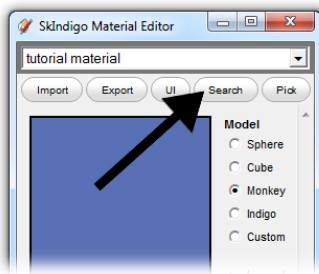 SkIndigo Material Editor
tutorial material
Import Export UI Search Pick
Model
Sphere
Cube
Monkey
Indigo
Custom